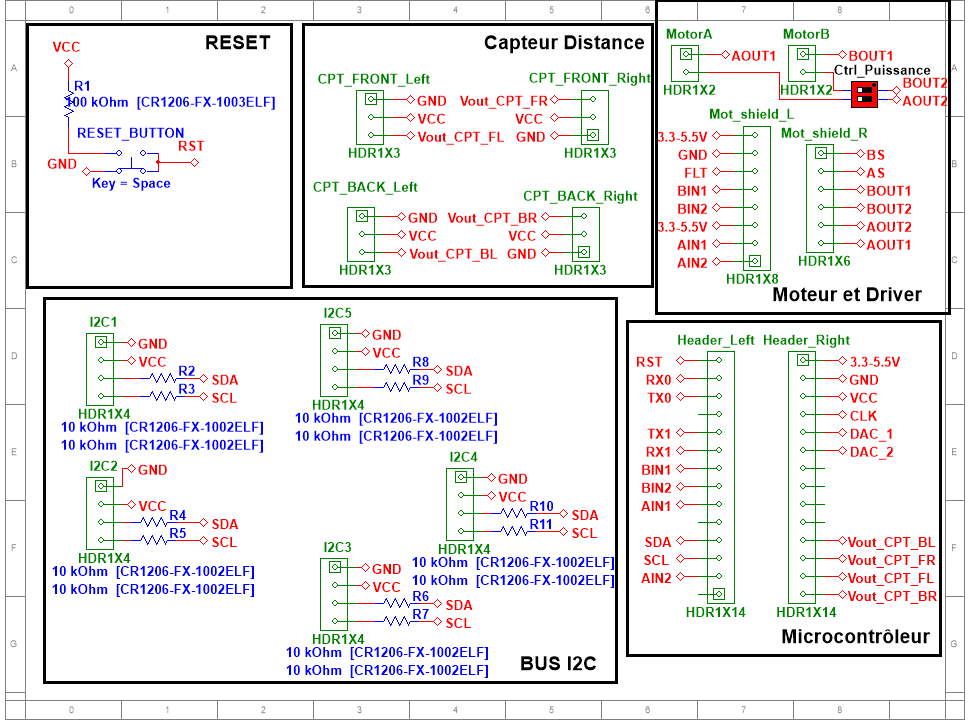 0 1 2 3 4 5 6 7 8
A
B
C
D
E
F
G
RESET
VCC
R1
100 kOhm [CR1206-FX-1003ELF]
RESET_BUTTON
RST
GND
Key = Space
Capteur Distance
CPT_FRONT_Left
GND
VCC
Vout_CPT_FL
HDR1X3
CPT_FRONT_Right
Vout_CPT_FR
VCC
GND
HDR1X3
CPT_BACK_Left
GND
VCC
Vout_CPT_BL
HDR1X3
CPT_BACK_Right
Vout_CPT_BR
VCC
GND
HDR1X3
MotorA
AOUT1
HDR1X2
MotorB
BOUT1
HDR1X2
Ctrl_Puissance
BOUT2
AOUT2
Mot_shield_L
3.3-5.5V
GND
FLT
BIN1
BIN2
3.3-5.5V
AIN1
AIN2
HDR1X8
Mot_shield_R
BS
AS
BOUT1
BOUT2
AOUT2
AOUT1
HDR1X6
Moteur et Driver
I2C1
GND
VCC
R2
SDA
R3
SCL
HDR1X4
10 kOhm [CR1206-FX-1002ELF]
10 kOhm [CR1206-FX-1002ELF]
I2C5
GND
VCC
R8
SDA
R9
SCL
HDR1X4
10 kOhm [CR1206-FX-1002ELF]
10 kOhm [CR1206-FX-1002ELF]
I2C2
GND
VCC
R4
SDA
R5
SCL
HDR1X4
10 kOhm [CR1206-FX-1002ELF]
10 kOhm [CR1206-FX-1002ELF]
I2C4
GND
VCC
R10
SDA
R11
SCL
HDR1X4
10 kOhm [CR1206-FX-1002ELF]
10 kOhm [CR1206-FX-1002ELF]
I2C3
GND
VCC
R6
SDA
R7
SCL
HDR1X4
10 kOhm [CR1206-FX-1002ELF]
10 kOhm [CR1206-FX-1002ELF]
BUS I2C
Header_Left
RST
RX0
TX0
TX1
RX1
BIN1
BIN2
AIN1
SDA
SCL
AIN2
HDR1X14
Header_Right
3.3-5.5V
GND
VCC
CLK
DAC_1
DAC_2
Vout_CPT_BL
Vout_CPT_FR
Vout_CPT_FL
Vout_CPT_BR
HDR1X14
Microcontrôleur
A
B
C
D
E
F
G
0 1 2 3 4 5 6 7 8